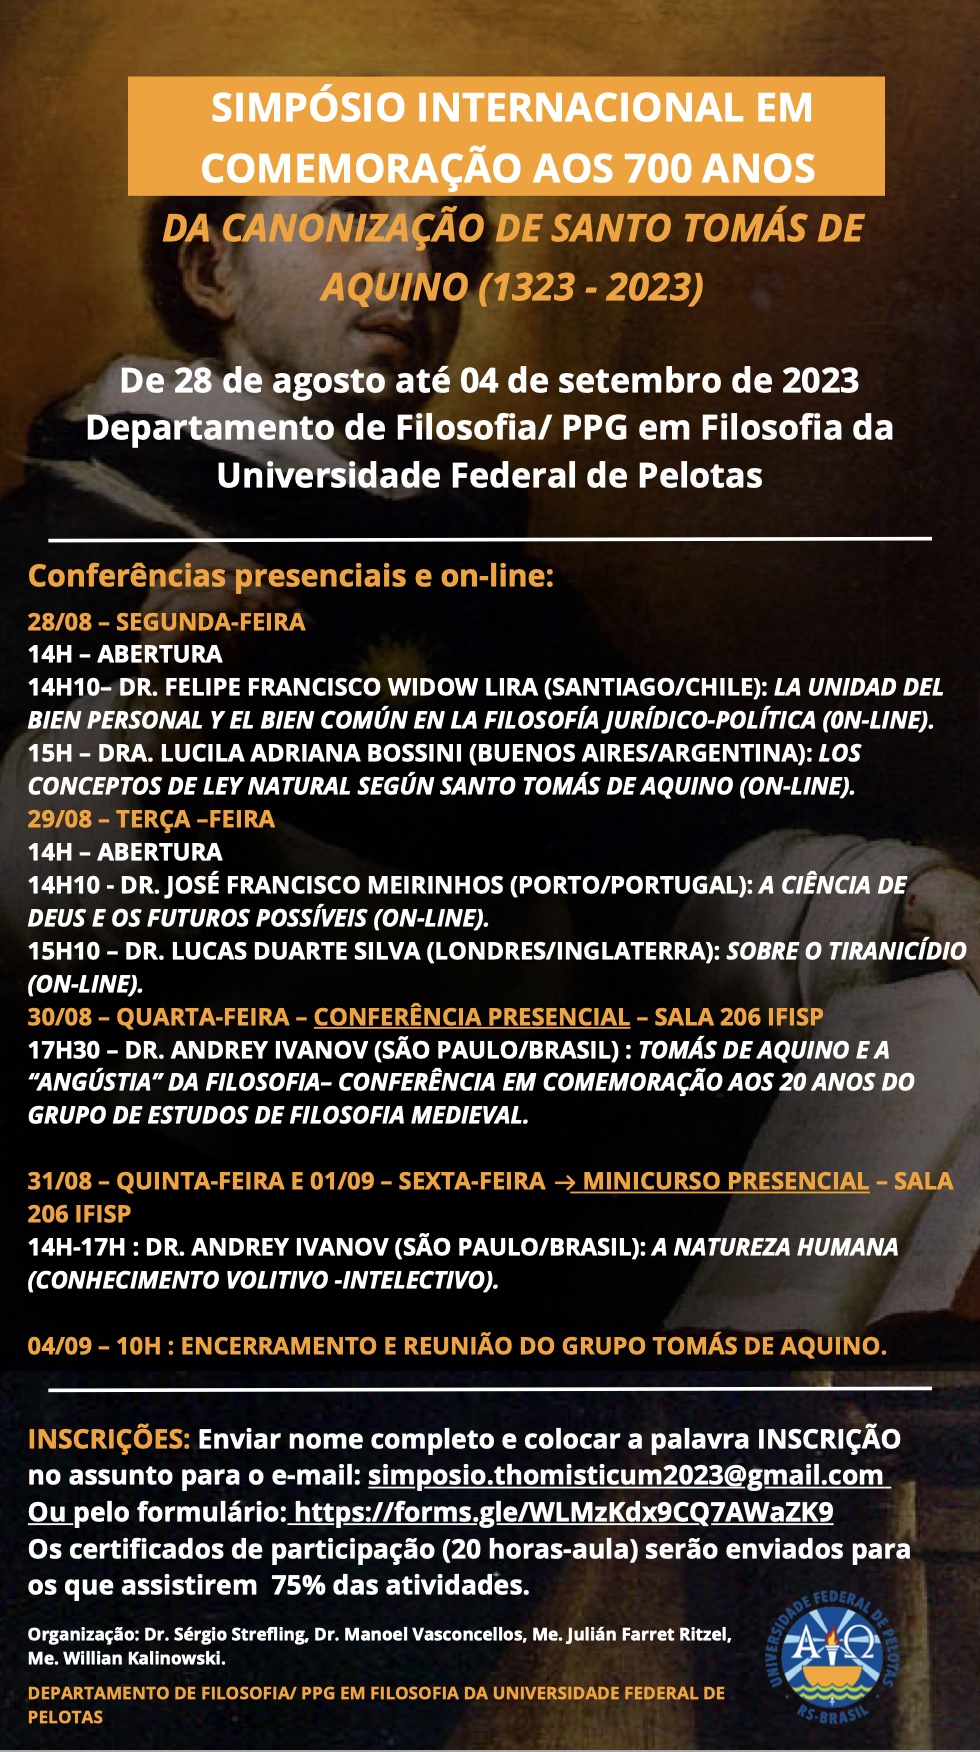 SIMPÓSIO INTERNACIONAL EM
COMEMORAÇÃO AOS 700 ANOS
DA CANONIZAÇÃO DE SANTO TOMÁS DE
AQUINO (1323 - 2023)
De 28 de agosto até 04 de setembro de 2023
Departamento de Filosofia/ PPG em Filosofia da
Universidade Federal de Pelotas
Conferências presenciais e on-line:
28/08 – SEGUNDA-FEIRA
14H – ABERTURA
14H10– DR. FELIPE FRANCISCO WIDOW LIRA (SANTIAGO/CHILE): LA UNIDAD DEL
BIEN PERSONAL Y EL BIEN COMÚN EN LA FILOSOFÍA JURÍDICO-POLÍTICA (0N-LINE).
15H – DRA. LUCILA ADRIANA BOSSINI (BUENOS AIRES/ARGENTINA): LOS
CONCEPTOS DE LEY NATURAL SEGÚN SANTO TOMÁS DE AQUINO (ON-LINE).
29/08 – TERÇA –FEIRA
14H – ABERTURA
14H10 - DR. JOSÉ FRANCISCO MEIRINHOS (PORTO/PORTUGAL): A CIÊNCIA DE
DEUS E OS FUTUROS POSSÍVEIS (ON-LINE).
15H10 – DR. LUCAS DUARTE SILVA (LONDRES/INGLATERRA): SOBRE O TIRANICÍDIO
(ON-LINE).
30/08 – QUARTA-FEIRA – CONFERÊNCIA PRESENCIAL – SALA 206 IFISP
17H30 – DR. ANDREY IVANOV (SÃO PAULO/BRASIL) : TOMÁS DE AQUINO E A
“ANGÚSTIA” DA FILOSOFIA– CONFERÊNCIA EM COMEMORAÇÃO AOS 20 ANOS DO
GRUPO DE ESTUDOS DE FILOSOFIA MEDIEVAL.
31/08 – QUINTA-FEIRA E 01/09 – SEXTA-FEIRA → MINICURSO PRESENCIAL – SALA
206 IFISP
14H-17H : DR. ANDREY IVANOV (SÃO PAULO/BRASIL): A NATUREZA HUMANA
(CONHECIMENTO VOLITIVO -INTELECTIVO).
04/09 – 10H : ENCERRAMENTO E REUNIÃO DO GRUPO TOMÁS DE AQUINO.
INSCRIÇÕES: Enviar nome completo e colocar a palavra INSCRIÇÃO
no assunto para o e-mail: simposio.thomisticum2023@gmail.com
Ou pelo formulário: https://forms.gle/WLMzKdx9CQ7AWaZK9
Os certificados de participação (20 horas-aula) serão enviados para
os que assistirem 75% das atividades.
Organização: Dr. Sérgio Strefling, Dr. Manoel Vasconcellos, Me. Julián Farret Ritzel,
Me. Willian Kalinowski.
DEPARTAMENTO DE FILOSOFIA/ PPG EM FILOSOFIA DA UNIVERSIDADE FEDERAL DE
PELOTAS
UNIVERSIDADE FEDERAL DE PELOTAS
Α Ω
RS-BRASIL